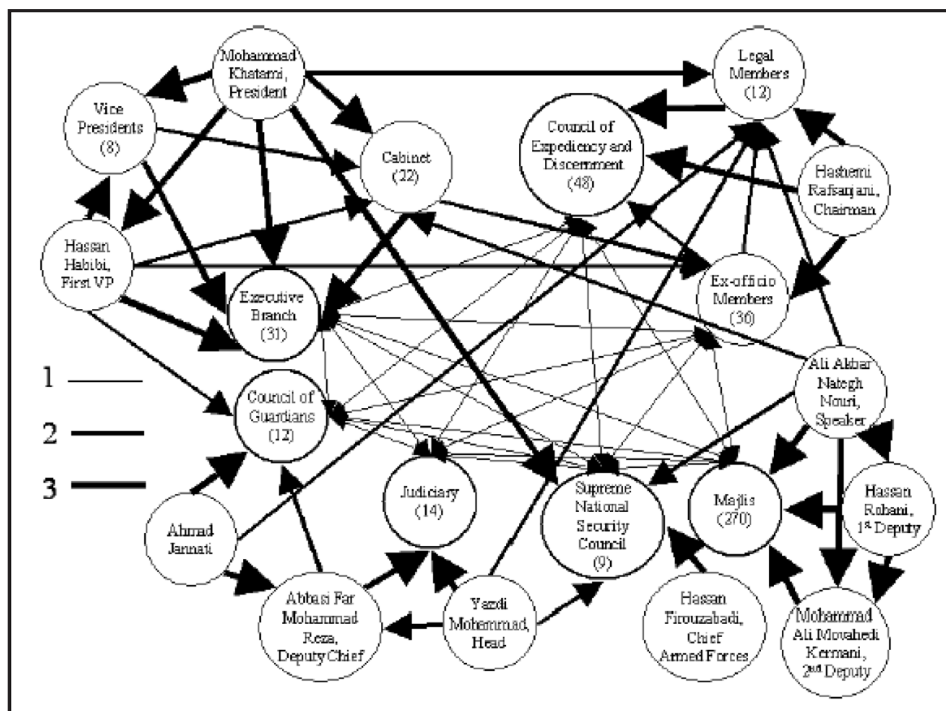 Mohammad
Khatami,
President
Legal
Members
(12)
Vice
Presidents
(8)
Council of
Expediency and
Discernment
(48)
Cabinet
(22)
Hashemi
Rafsanjani,
Chairman
Hassan
Habibi,
First VP
Executive
Branch
(31)
Ex-officio
Members
(36)
1
2
3
Council of
Guardians
(12)
Ali Akbar
Nategh
Nouri,
Speaker
Judiciary
(14)
Supreme
National
Security
Council
(9)
Majlis
(270)
Hassan
Rohani,
1st Deputy
Ahmad
Jannati
Abbasi Far
Mohammad
Reza,
Deputy Chief
Yazdi
Mohammed,
Head
Hassan
Firouzabadi,
Chief
Armed Forces
Mohammad
Ali Movahedi
Kermani,
2nd Deputy